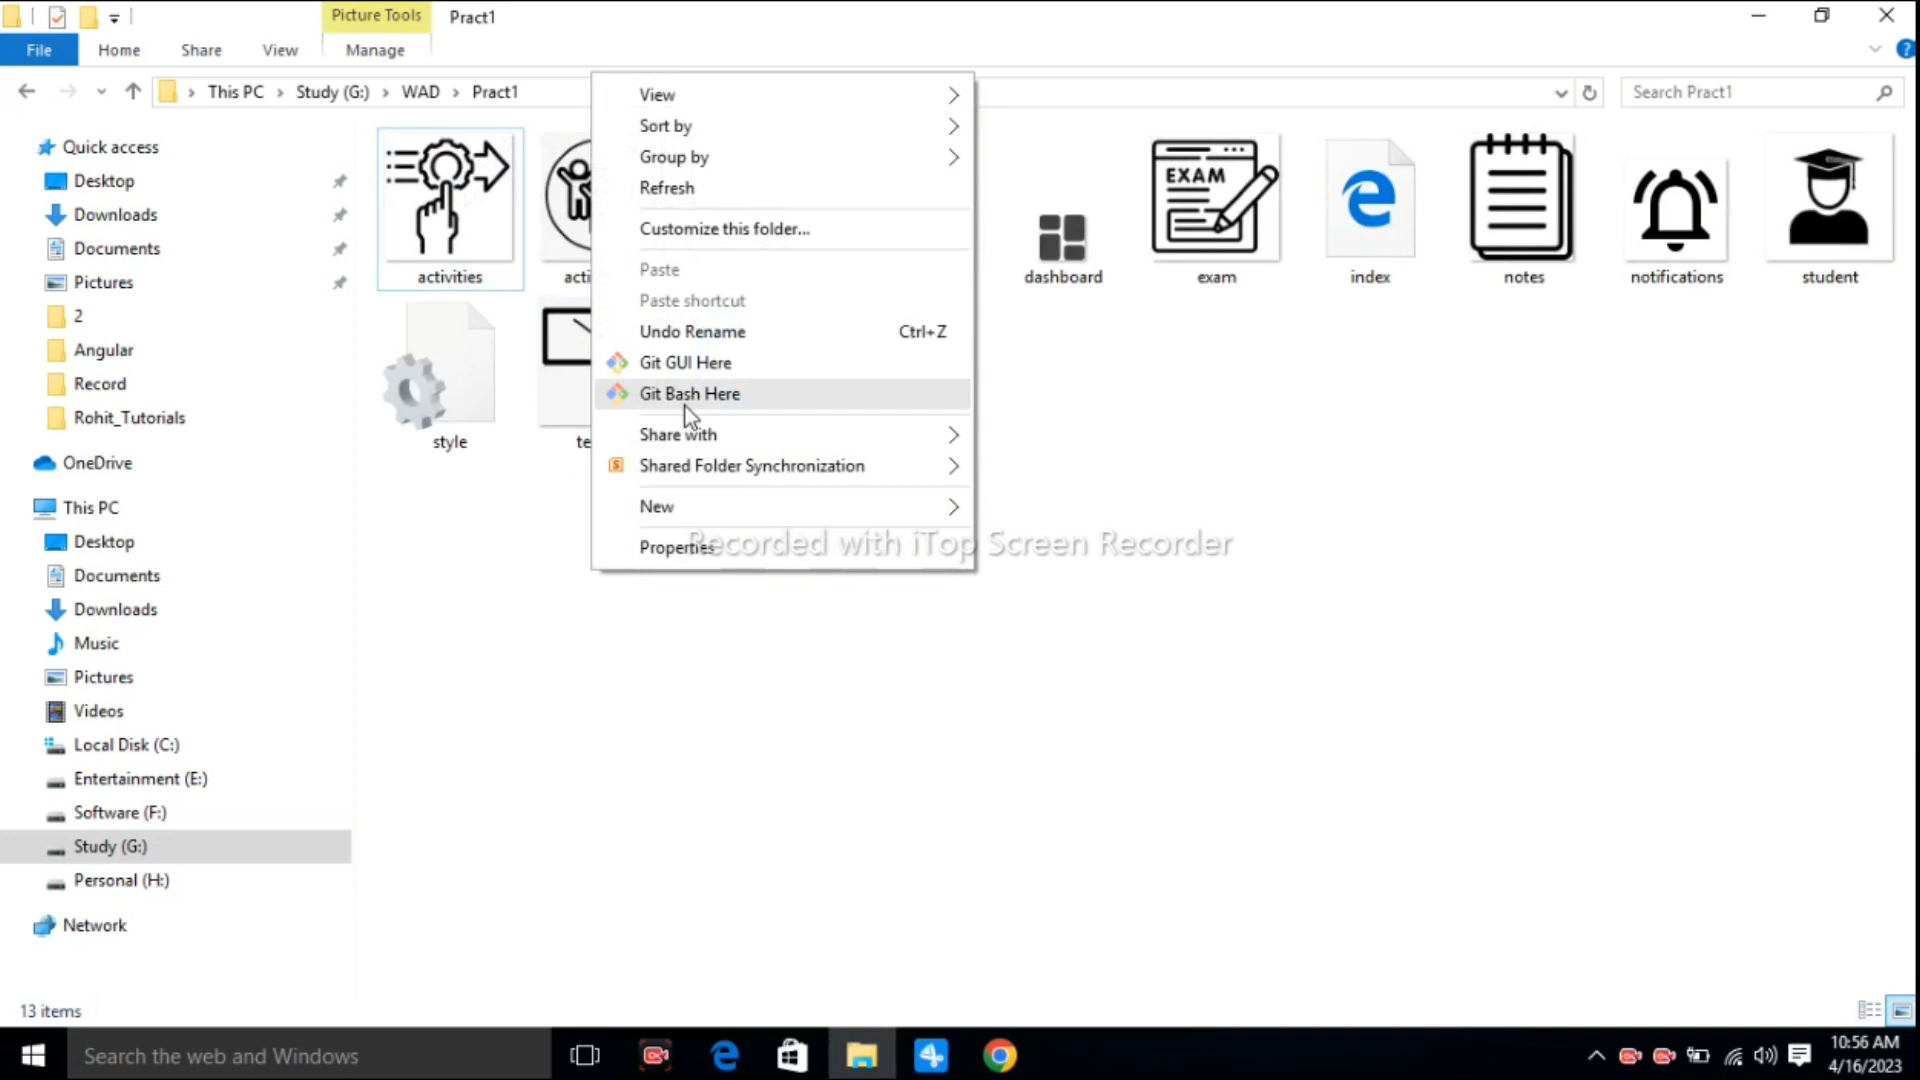 Picture Tools
Pract1
File
Home
Share
View
Manage
This PC
Study (G:)
WAD
Pract1
Search Pract1
Quick access
Desktop
Downloads
Documents
Pictures
2
Angular
Record
Rohit_Tutorials
OneDrive
This PC
Desktop
Documents
Downloads
Music
Pictures
Videos
Local Disk (C:)
Entertainment (E:)
Software (F:)
Study (G:)
Personal (H:)
Network
View
Sort by
Group by
Refresh
Customize this folder...
Paste
Paste shortcut
Undo Rename Ctrl+Z
Git GUI Here
Git Bash Here
Share with
Shared Folder Synchronization
New
Properties
EXAM
activities
acti
dashboard
exam
index
notes
notifications
student
style
te
Recorded with iTop Screen Recorder
13 items
Search the web and Windows
10:56 AM
4/16/2023